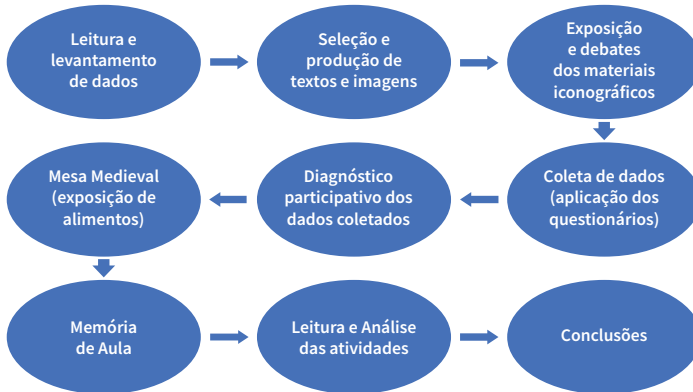 Leitura e
levantamento
de dados
Seleção e
produção de
textos e imagens
Exposição
e debates
dos materiais
iconográficos
Coleta de dados
(aplicação dos
questionários)
Diagnóstico
participativo dos
dados coletados
Mesa Medieval
(exposição de
alimentos)
Memória
de Aula
Leitura e Análise
das atividades
Conclusões